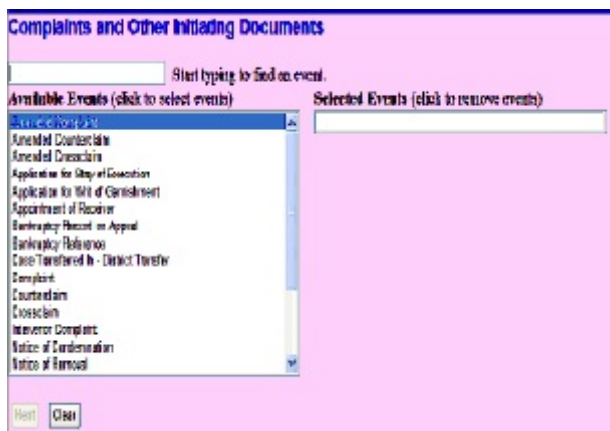 Complaints and Other Initiating Documents
Start typing to find an event.
Available Events (click to select events)
Selected Events (click to remove events)
Amended Complaint
Amended Counterclaim
Amended Crossclaim
Application for Stay of Execution
Application for Writ of Garnishment
Appointment of Receiver
Bankruptcy Record on Appeal
Bankruptcy Reference
Case Transferred In - District Transfer
Complaint
Counterclaim
Crossclaim
Intervenor Complaint
Notice of Condemnation
Notice of Removal
Next
Clear